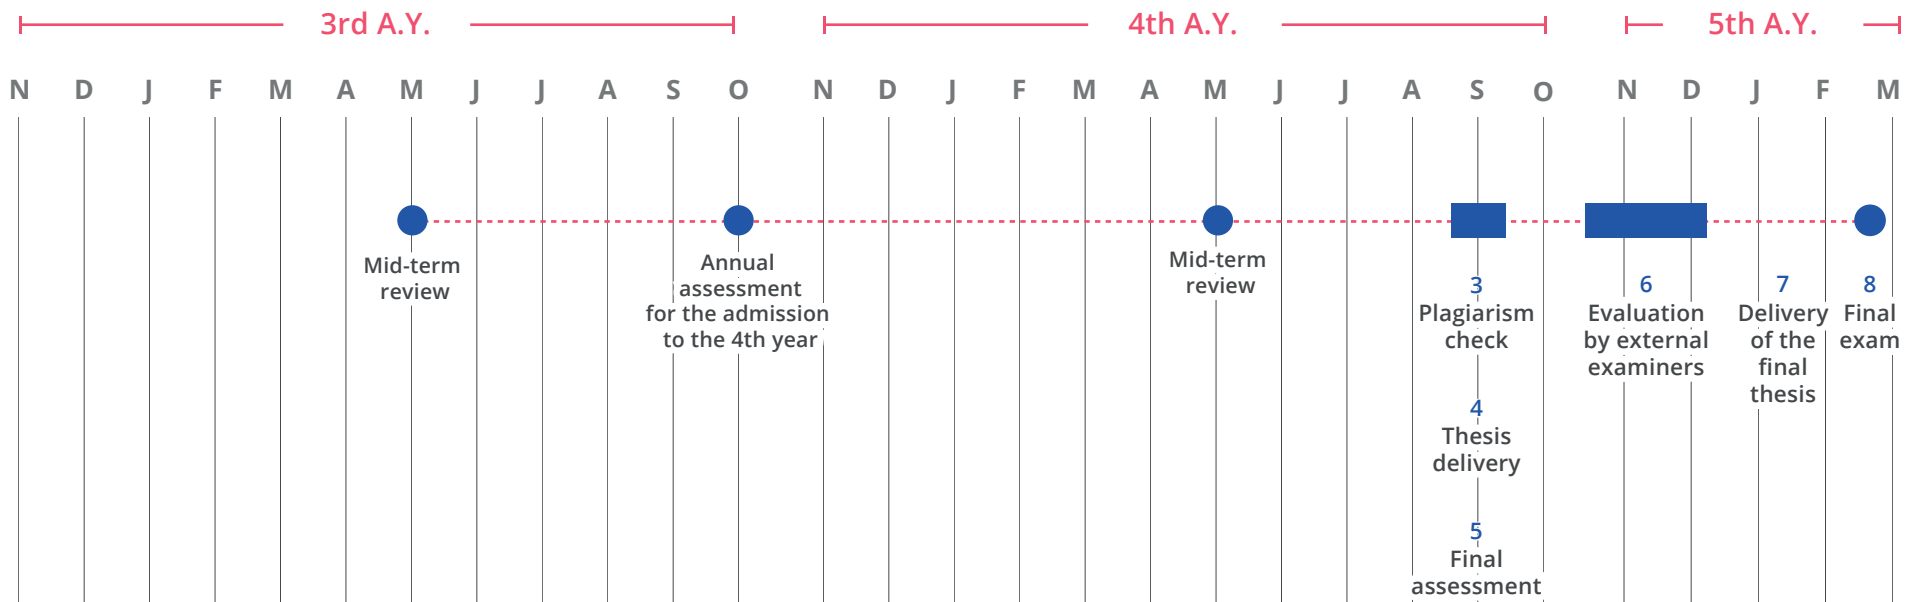 3rd A.Y. 4th A.Y. 5th A.Y.
N D J F M A M J J A S O N D J F M A M J J A S O N D J F M
Mid-term
review
Annual
assessment
for the admission
to the 4th year
Mid-term
review
3
Plagiarism
check
4
Thesis
delivery
5
Final
assessment
6
Evaluation
by external
examiners
7
Delivery
of the
final
thesis
8
Final
exam